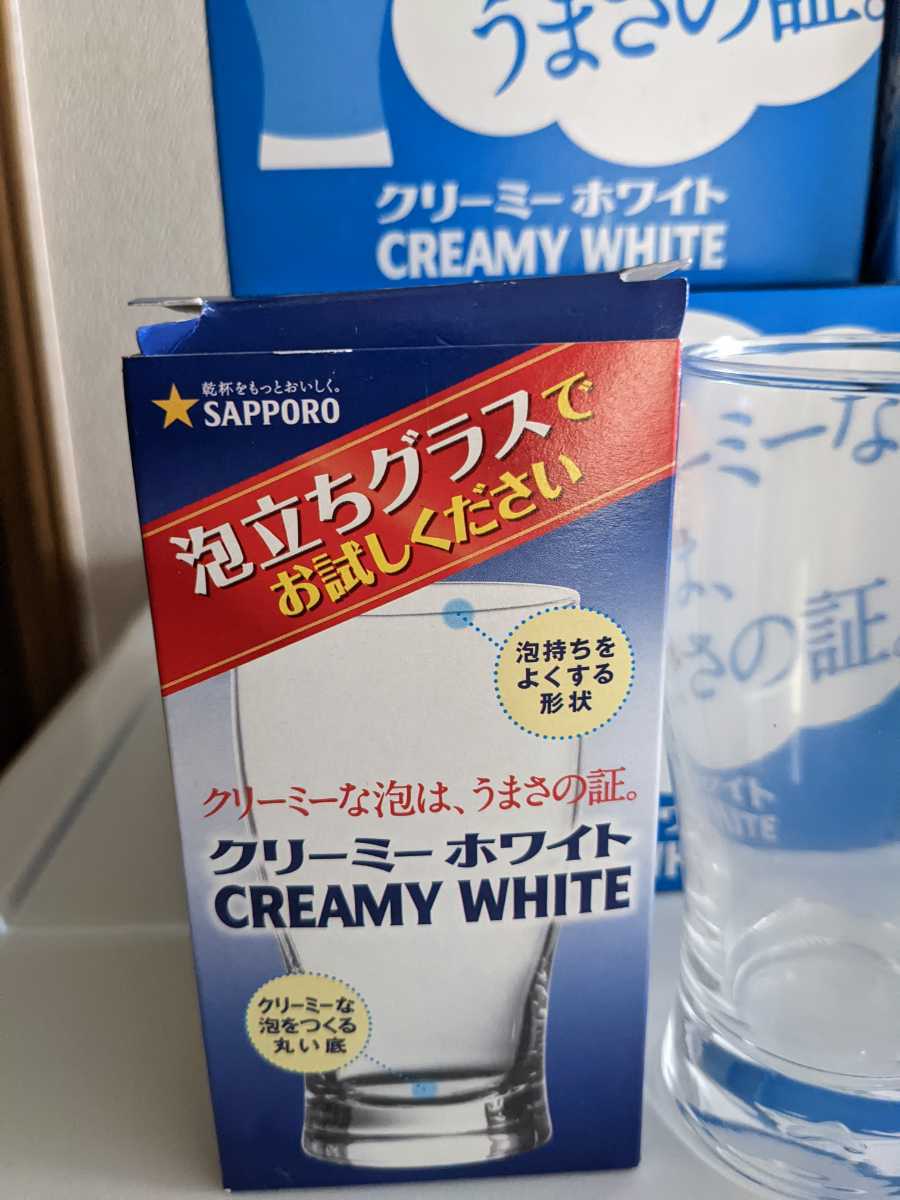 うまさの証。
クリーミー ホワイト
CREAMY WHITE
乾杯をもっとおいしく。
SAPPORO
泡立ちグラスで
お試しください
泡持ちを
よくする
形状
クリーミーな泡は、うまさの証。
クリーミー ホワイト
CREAMY WHITE
クリーミーな
泡をつくる
丸い底
ミーな
は、
さの証。
ワイト
WHITE